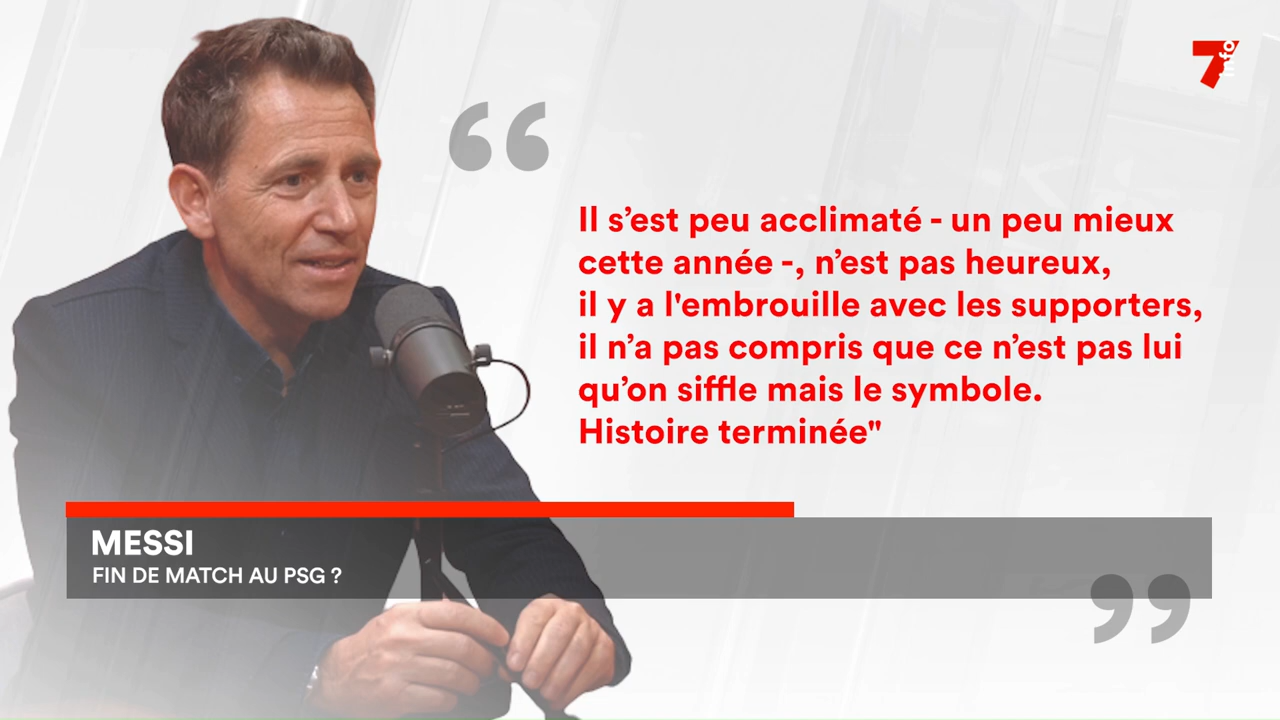 7info
“
Il s’est peu acclimaté - un peu mieux
cette année -, n’est pas heureux,
il y a l'embrouille avec les supporters,
il n’a pas compris que ce n’est pas lui
qu’on siffle mais le symbole.
Histoire terminée"
MESSI
FIN DE MATCH AU PSG ?
”